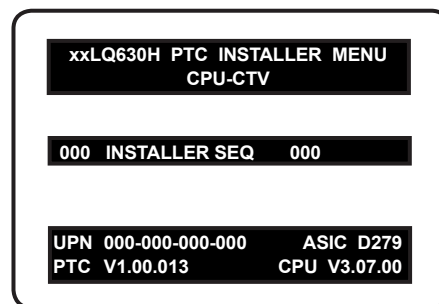 xxLQ630H PTC INSTALLER MENU
CPU-CTV
000 INSTALLER SEQ 000
UPN 000-000-000-000 ASIC D279
PTC V1.00.013 CPU V3.07.00